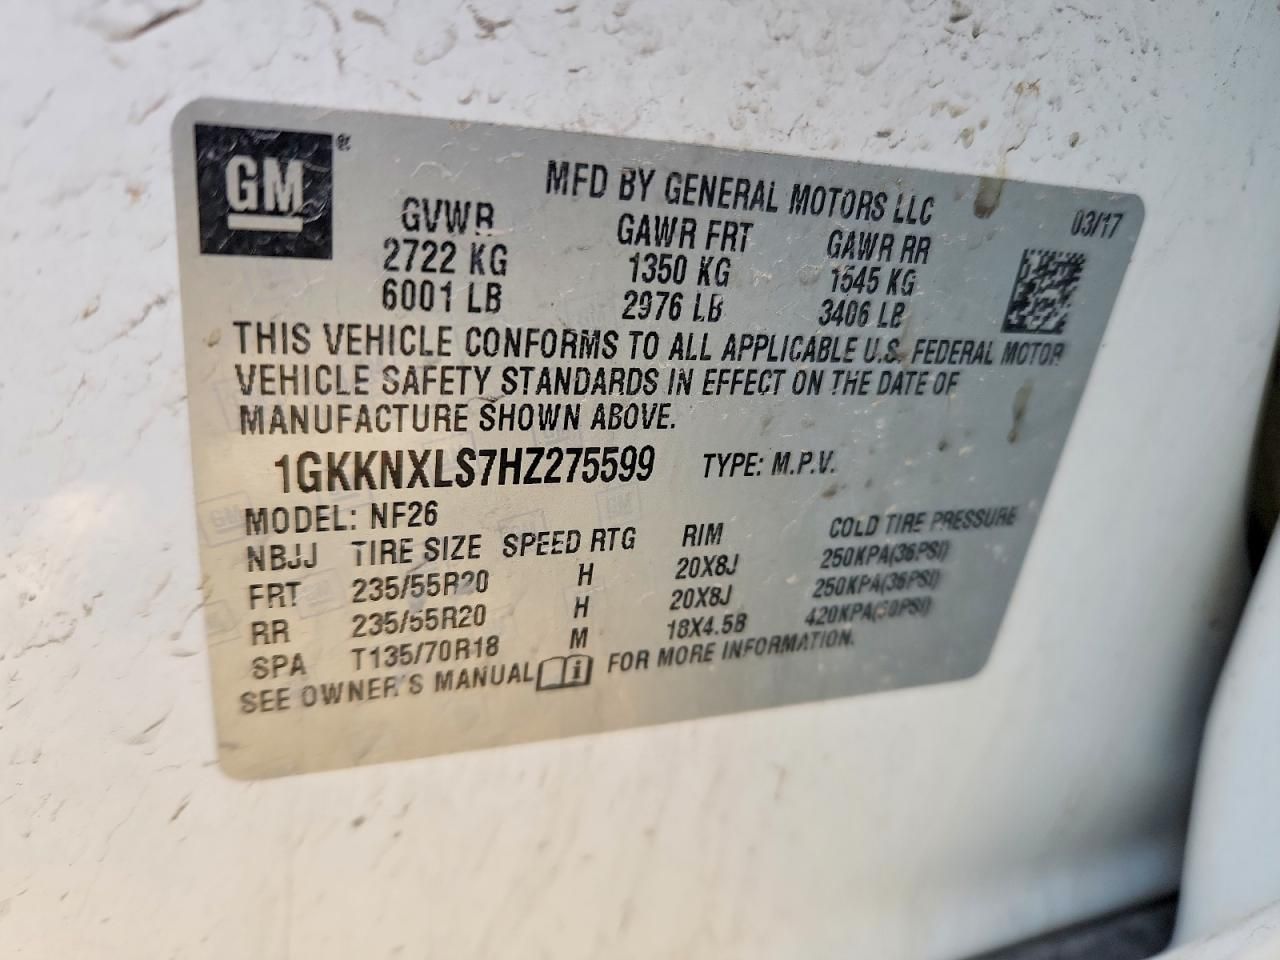 GM
MFD BY GENERAL MOTORS LLC
03/17
GVWR GAWR FRT GAWR RR
2722 KG 1350 KG 1545 KG
6001 LB 2976 LB 3406 LB
THIS VEHICLE CONFORMS TO ALL APPLICABLE U.S. FEDERAL MOTOR
VEHICLE SAFETY STANDARDS IN EFFECT ON THE DATE OF
MANUFACTURE SHOWN ABOVE.
1GKKNXLS7HZ275599 TYPE: M.P.V.
MODEL: NF26
NBJJ TIRE SIZE SPEED RTG RIM COLD TIRE PRESSURE
FRT 235/55R20 H 20X8J 250KPA(36PSI)
RR 235/55R20 H 20X8J 250KPA(36PSI)
SPA T135/70R18 M 18X4.5B 420KPA(60PSI)
SEE OWNER'S MANUAL FOR MORE INFORMATION.